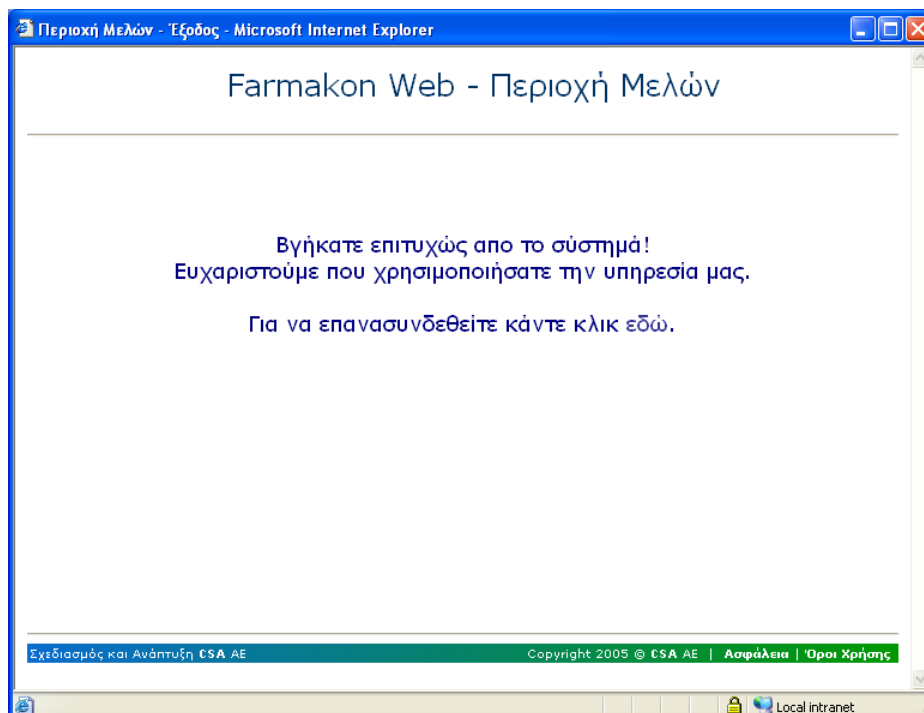 Περιοχή Μελών - Έξοδος - Microsoft Internet Explorer
Farmakon Web - Περιοχή Μελών
Βγήκατε επιτυχώς απο το σύστημά!
Ευχαριστούμε που χρησιμοποιήσατε την υπηρεσία μας.
Για να επανασυνδεθείτε κάντε κλικ εδώ.
Σχεδιασμός και Ανάπτυξη CSA AE Copyright 2005 © CSA AE | Ασφάλεια | Όροι Χρήσης
Local intranet